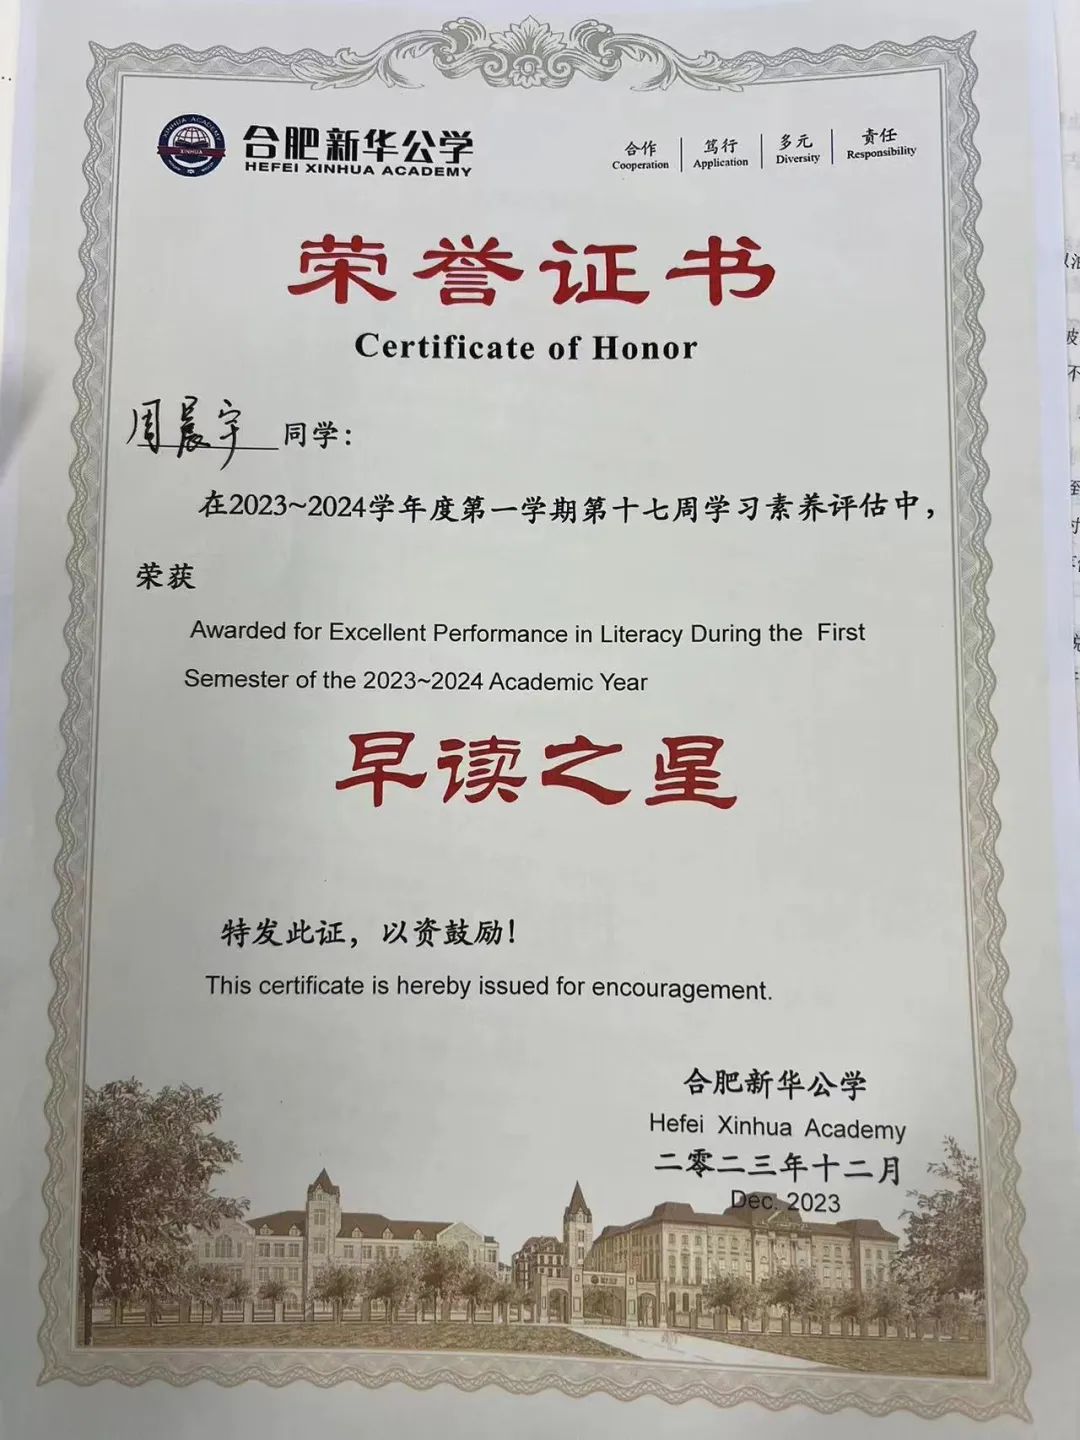 合肥新华公学
HEFEI XINHUA ACADEMY
合作 笃行 多元 责任
Cooperation Application Diversity Responsibility
荣誉证书
Certificate of Honor
周晨宇 同学：
在2023~2024学年度第一学期第十七周学习素养评估中，
荣获
Awarded for Excellent Performance in Literacy During the First
Semester of the 2023~2024 Academic Year
早读之星
特发此证，以资鼓励！
This certificate is hereby issued for encouragement.
合肥新华公学
Hefei Xinhua Academy
二零二三年十二月
Dec. 2023